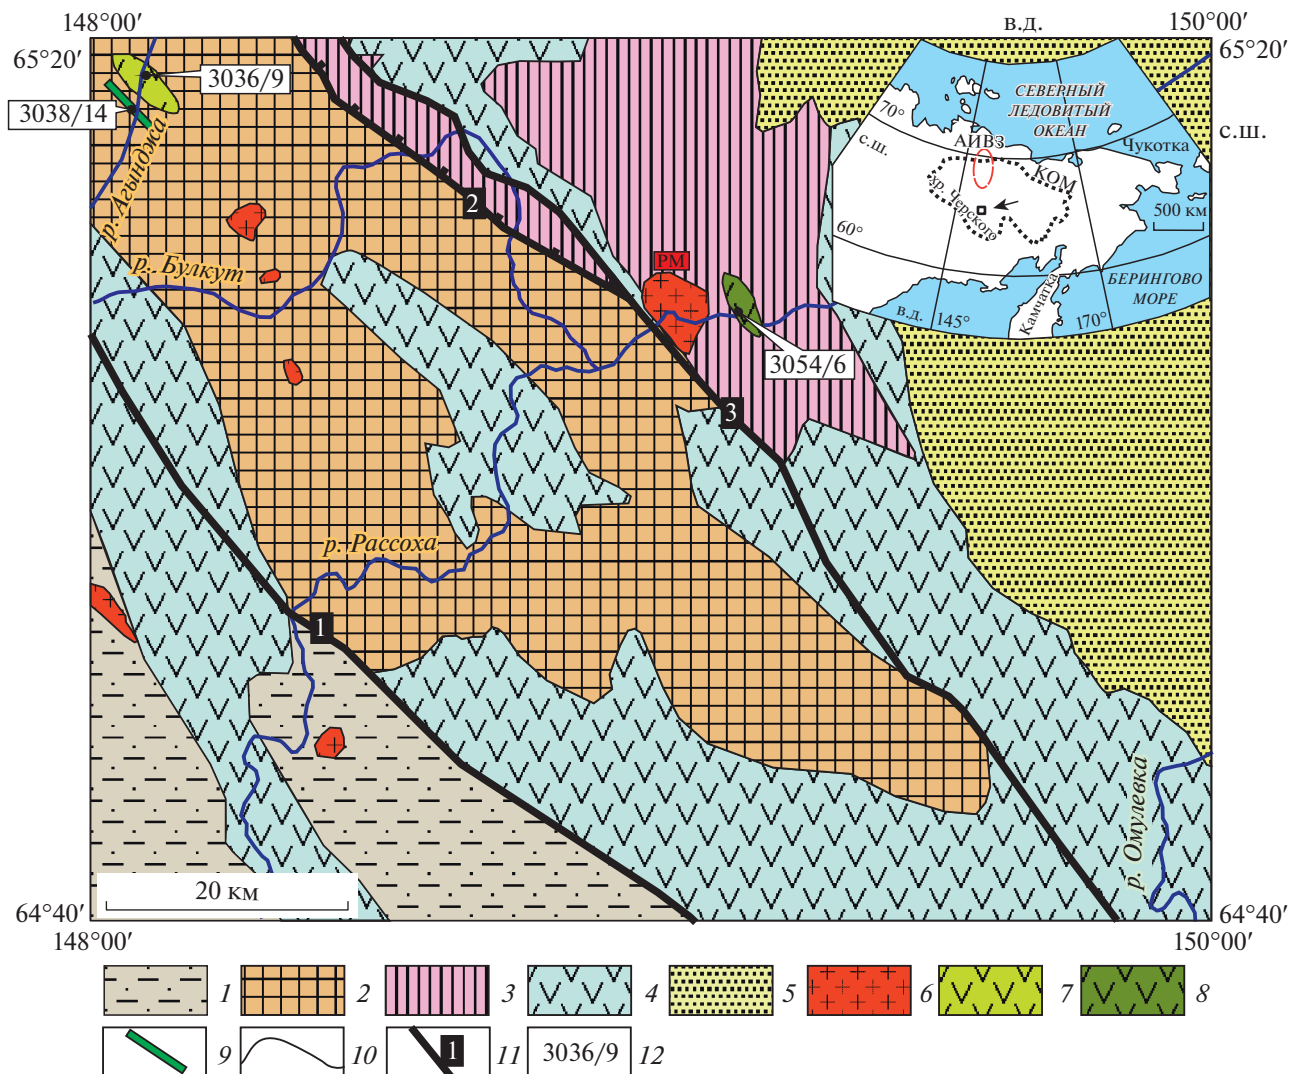 148°00′
в.д.
150°00′
65°20′
65°20′
3036/9
3038/14
р. Агынджа
р. Булкут
2
РМ
3054/6
3
р. Рассоха
1
р. Омулевка
СЕВЕРНЫЙ
ЛЕДОВИТЫЙ
ОКЕАН
70°
с.ш.
АИВЗ
Чукотка
КОМ
хр. Черского
500 км
60°
БЕРИНГОВО
МОРЕ
Камчатка
в.д.
145°
170°
с.ш.
20 км
64°40′
64°40′
148°00′
150°00′
1
2
3
4
5
6
7
8
9
10
1
11
3036/9
12